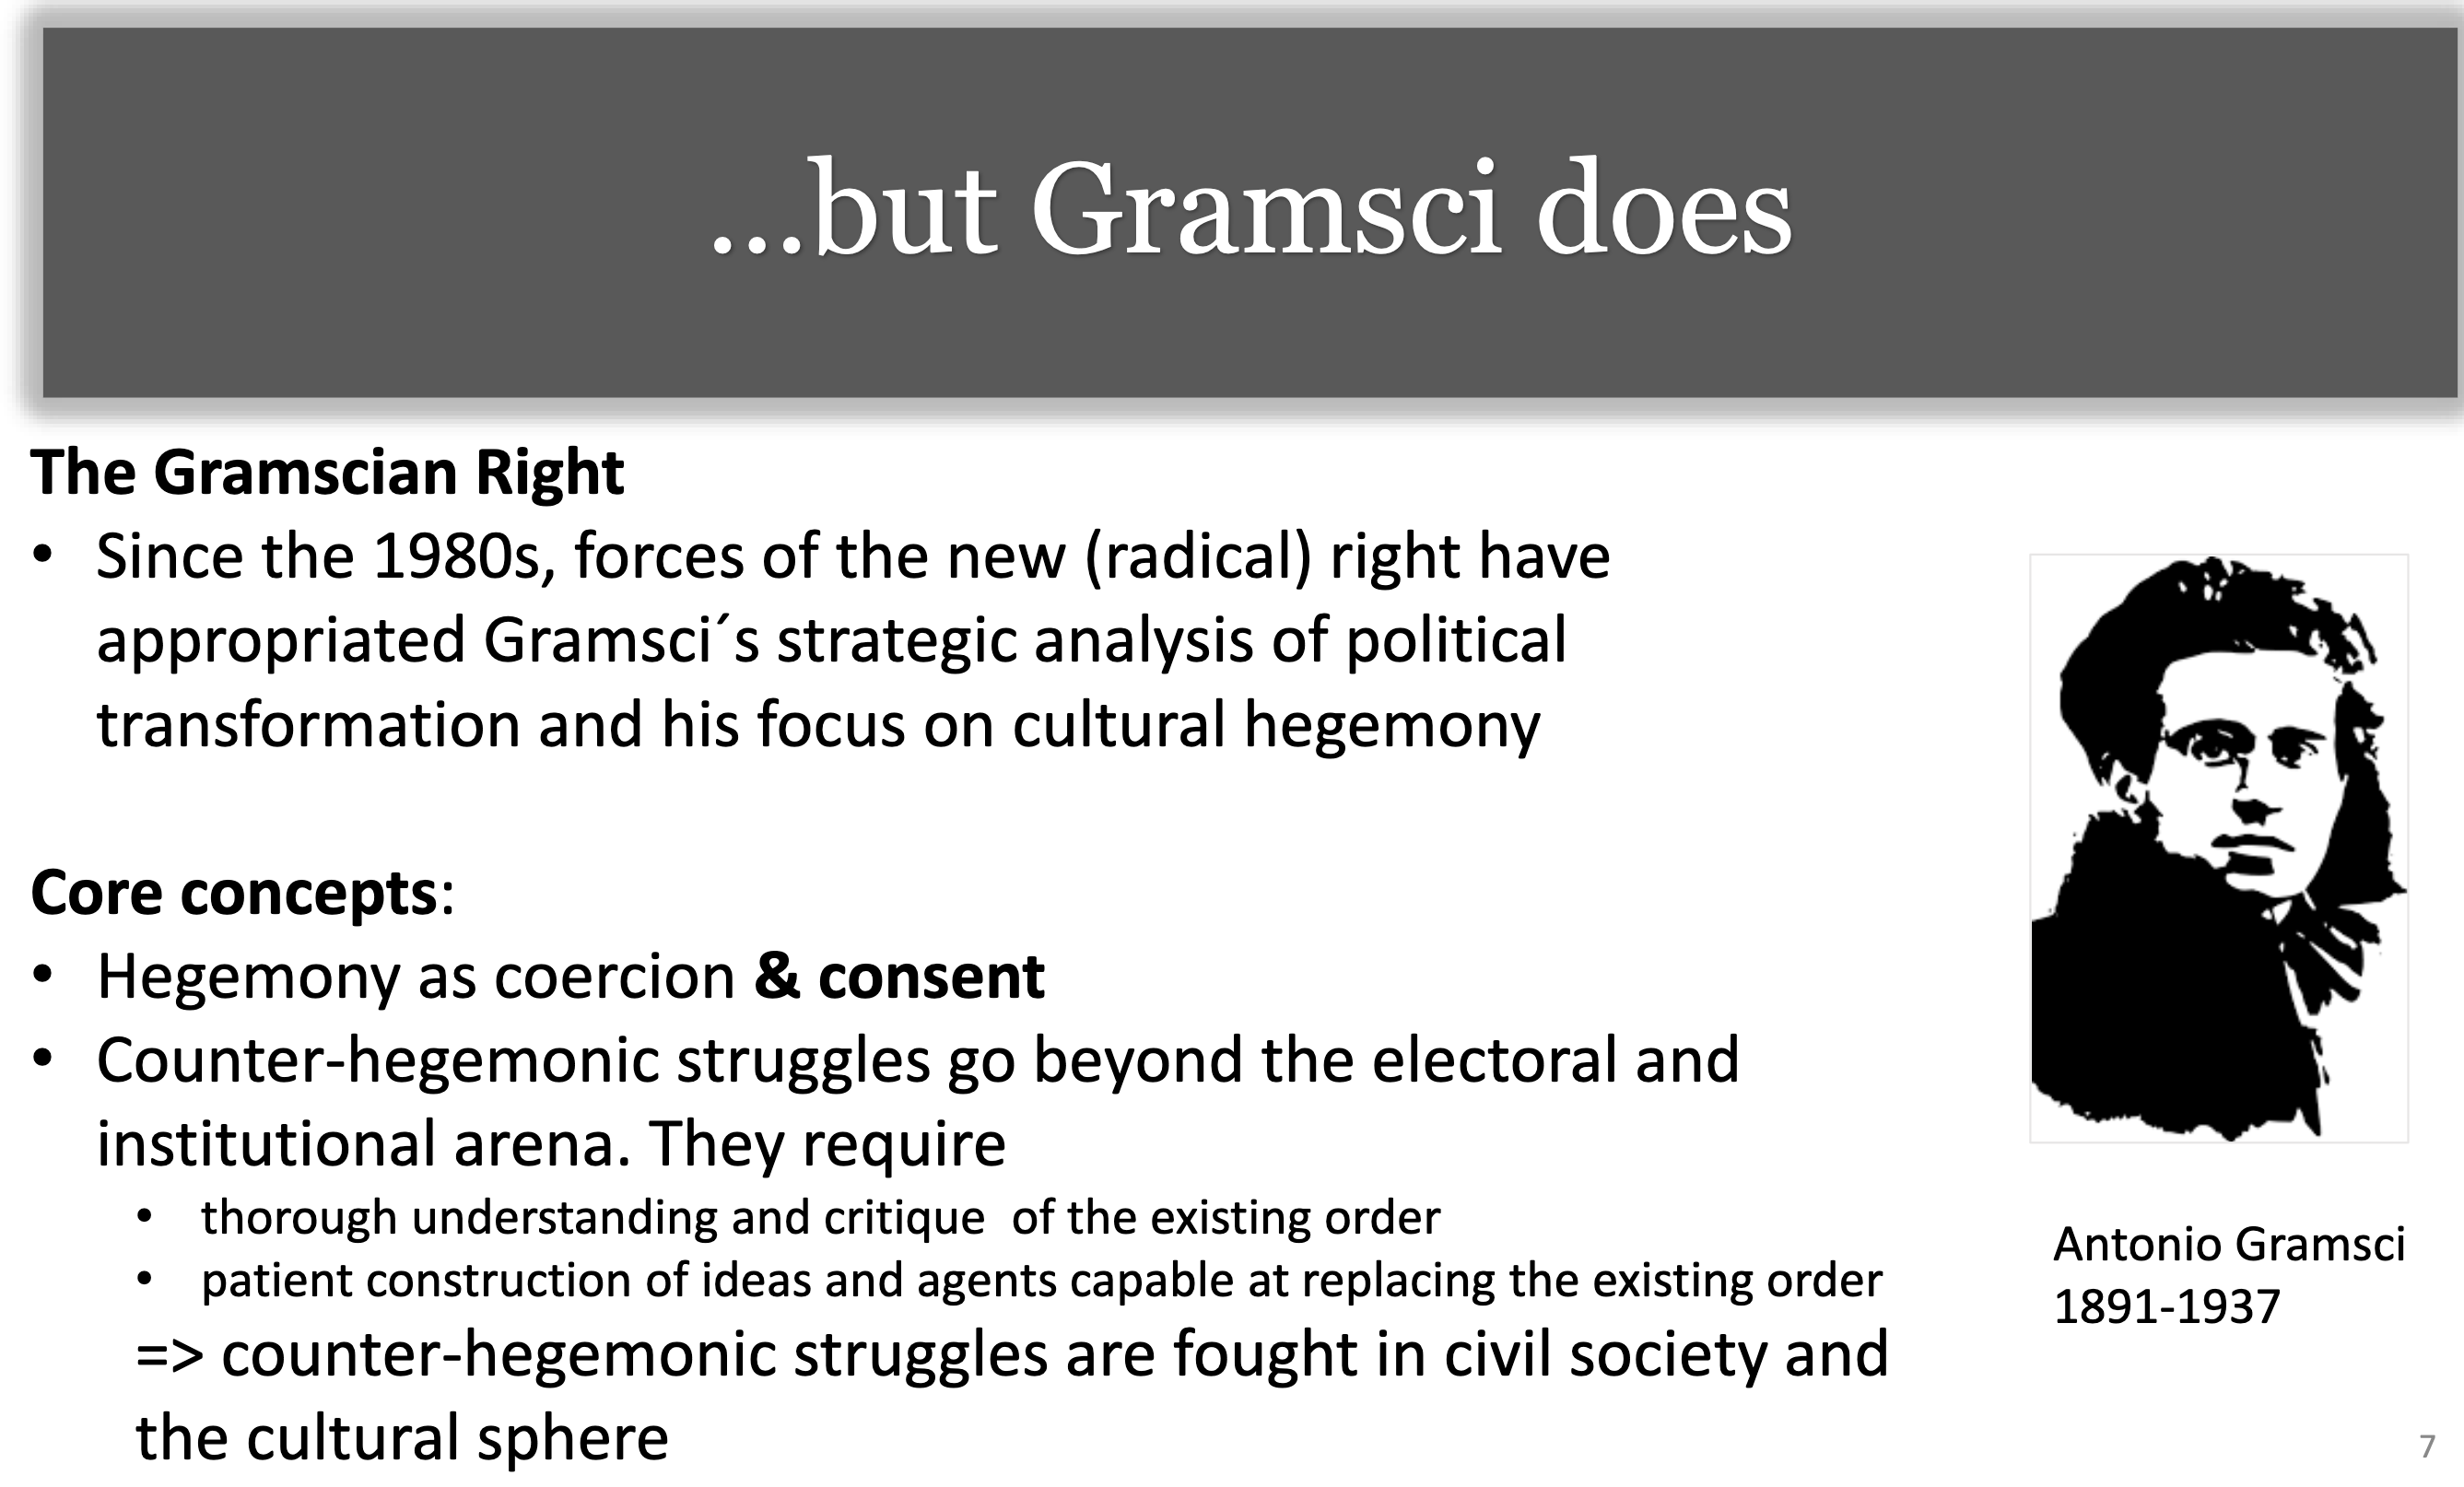 ...but Gramsci does
The Gramscian Right
• Since the 1980s, forces of the new (radical) right have
appropriated Gramsci´s strategic analysis of political
transformation and his focus on cultural hegemony
Core concepts:
• Hegemony as coercion & consent
• Counter-hegemonic struggles go beyond the electoral and
institutional arena. They require
• thorough understanding and critique  of the existing order
• patient construction of ideas and agents capable at replacing the existing order
=> counter-hegemonic struggles are fought in civil society and
the cultural sphere
Antonio Gramsci
1891-1937
7